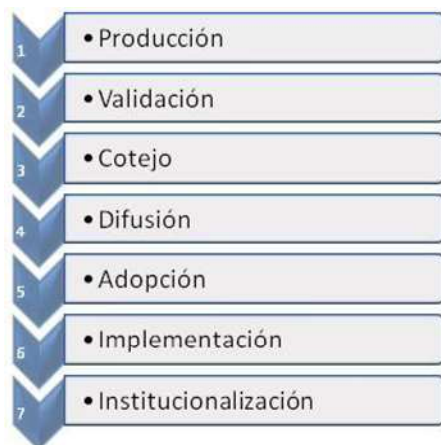 1 • Producción
2 • Validación
3 • Cotejo
4 • Difusión
5 • Adopción
6 • Implementación
7 • Institucionalización